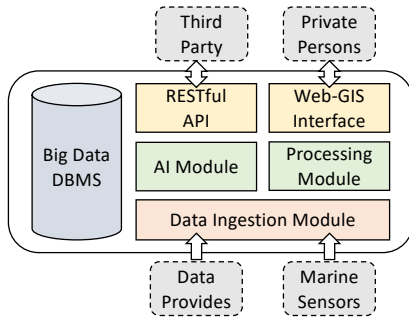 Third
Party
Private
Persons
RESTful
API
Web-GIS
Interface
Big Data
DBMS
AI Module
Processing
Module
Data Ingestion Module
Data
Provides
Marine
Sensors